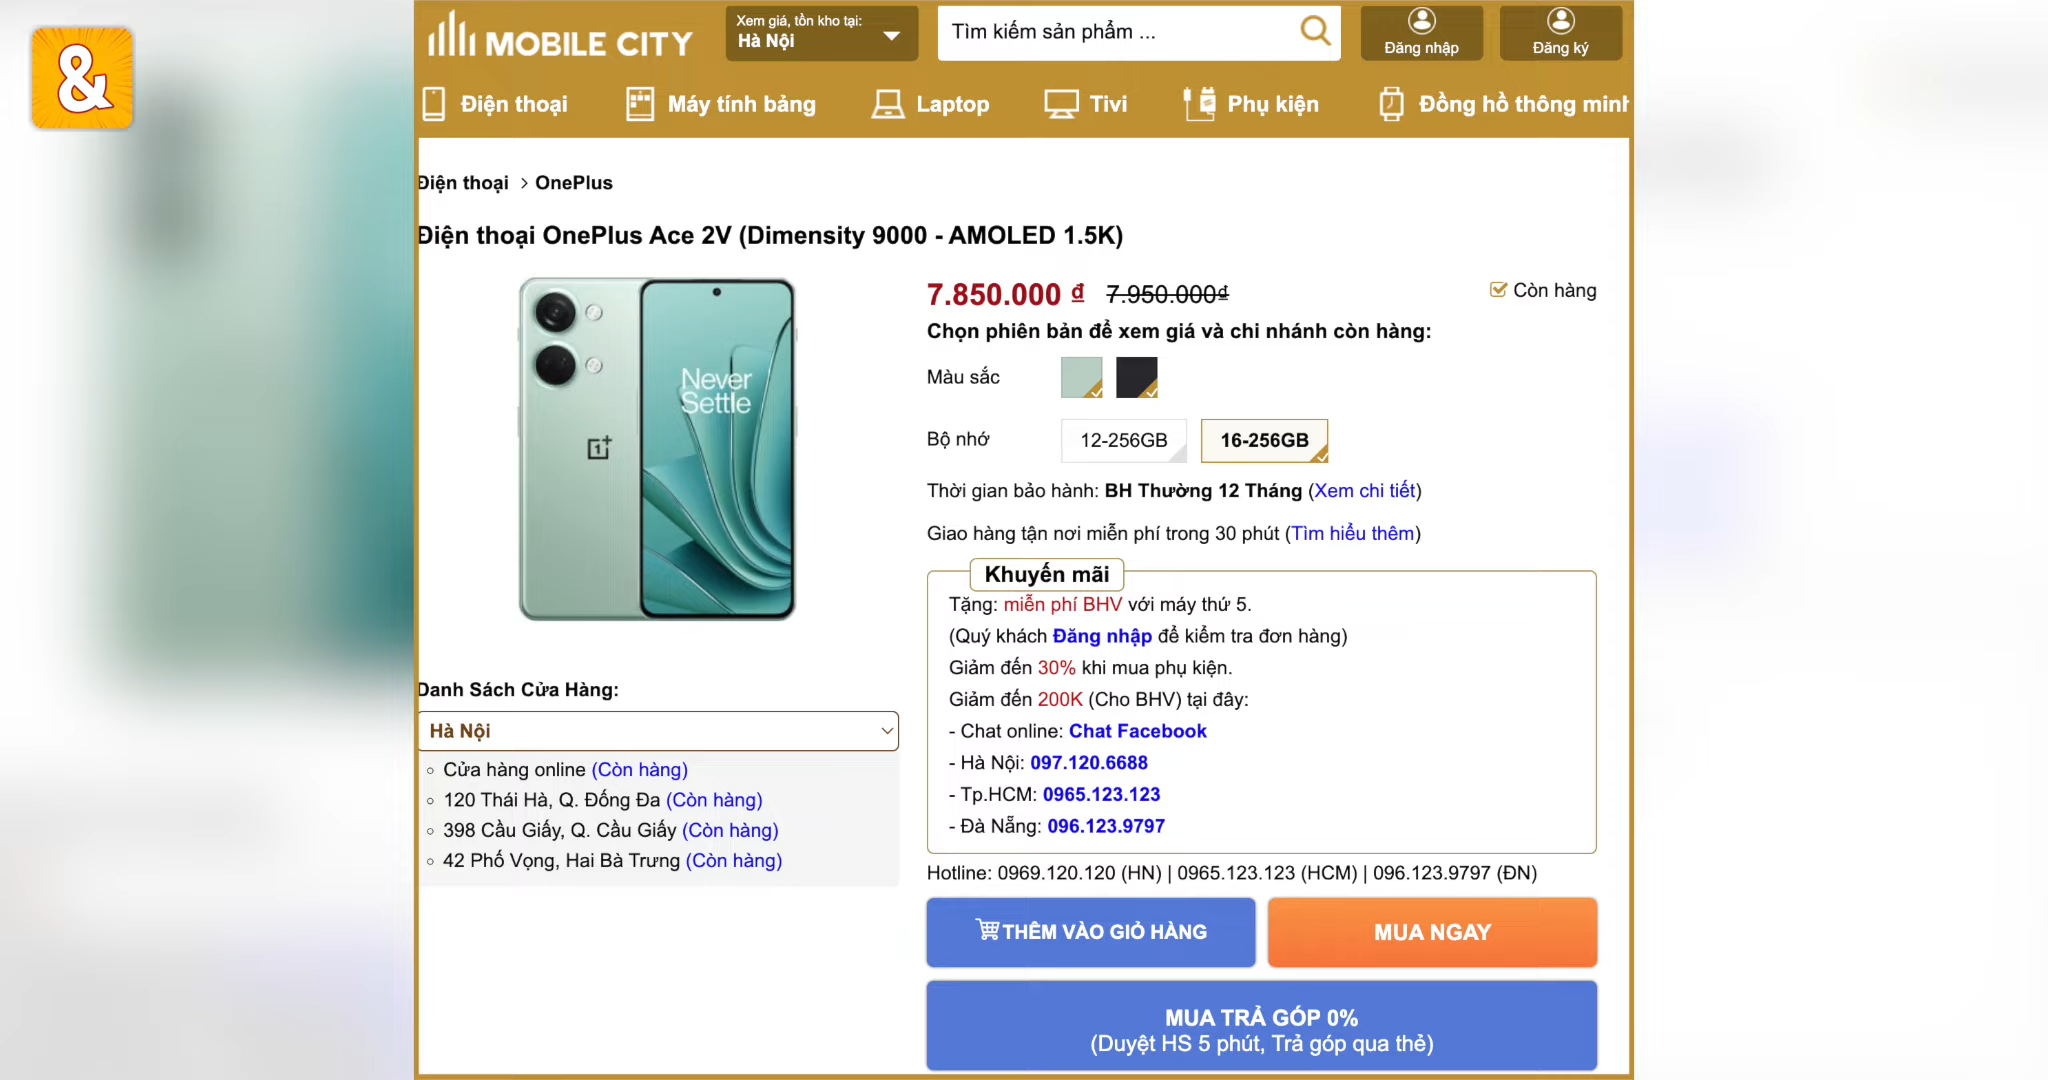 &
MOBILE CITY
Xem giá, tồn kho tại:
Hà Nội
Tìm kiếm sản phẩm ...
Đăng nhập
Đăng ký
Điện thoại
Máy tính bảng
Laptop
Tivi
Phụ kiện
Đồng hồ thông minh
Điện thoại > OnePlus
Điện thoại OnePlus Ace 2V (Dimensity 9000 - AMOLED 1.5K)
Never
Settle
1+
7.850.000 ₫ 7.950.000₫
Còn hàng
Chọn phiên bản để xem giá và chi nhánh còn hàng:
Màu sắc
Bộ nhớ
12-256GB
16-256GB
Thời gian bảo hành: BH Thường 12 Tháng (Xem chi tiết)
Giao hàng tận nơi miễn phí trong 30 phút (Tìm hiểu thêm)
Khuyến mãi
Tặng: miễn phí BHV với máy thứ 5.
(Quý khách Đăng nhập để kiểm tra đơn hàng)
Giảm đến 30% khi mua phụ kiện.
Giảm đến 200K (Cho BHV) tại đây:
- Chat online: Chat Facebook
- Hà Nội: 097.120.6688
- Tp.HCM: 0965.123.123
- Đà Nẵng: 096.123.9797
Hotline: 0969.120.120 (HN) | 0965.123.123 (HCM) | 096.123.9797 (ĐN)
THÊM VÀO GIỎ HÀNG
MUA NGAY
MUA TRẢ GÓP 0%
(Duyệt HS 5 phút, Trả góp qua thẻ)
Danh Sách Cửa Hàng:
Hà Nội
Cửa hàng online (Còn hàng)
120 Thái Hà, Q. Đống Đa (Còn hàng)
398 Cầu Giấy, Q. Cầu Giấy (Còn hàng)
42 Phố Vọng, Hai Bà Trưng (Còn hàng)